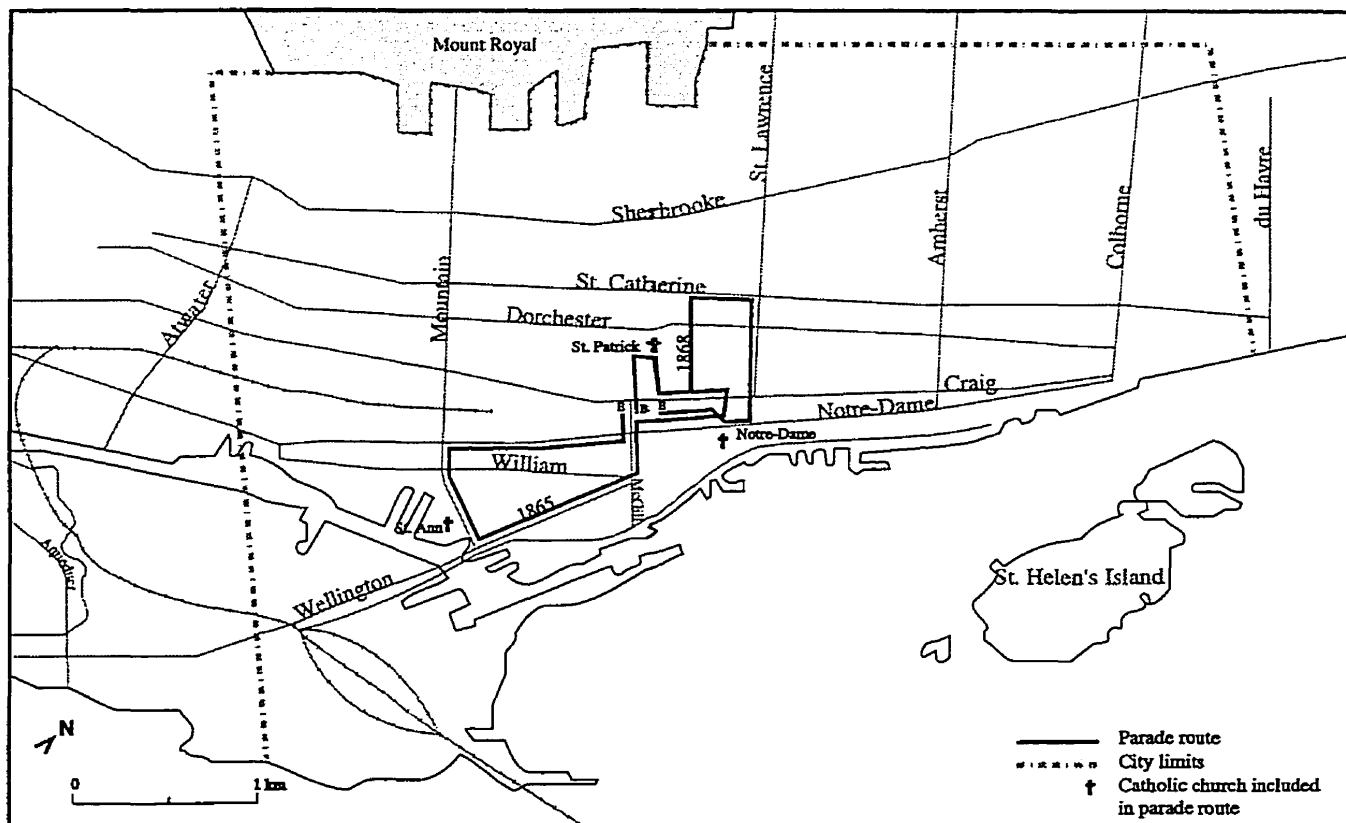 Mount Royal
St. Lawrence
Sherbrooke
Amherst
Colborne
du Havre
Atwater
Mountain
St. Catherine
Dorchester
St. Patrick
1868
Craig
B B B
Notre-Dame
Notre-Dame
William
1865
St. Ann
McGill
Aqueduct
Wellington
St. Helen's Island
N
0 1 km
Parade route
City limits
Catholic church included
in parade route